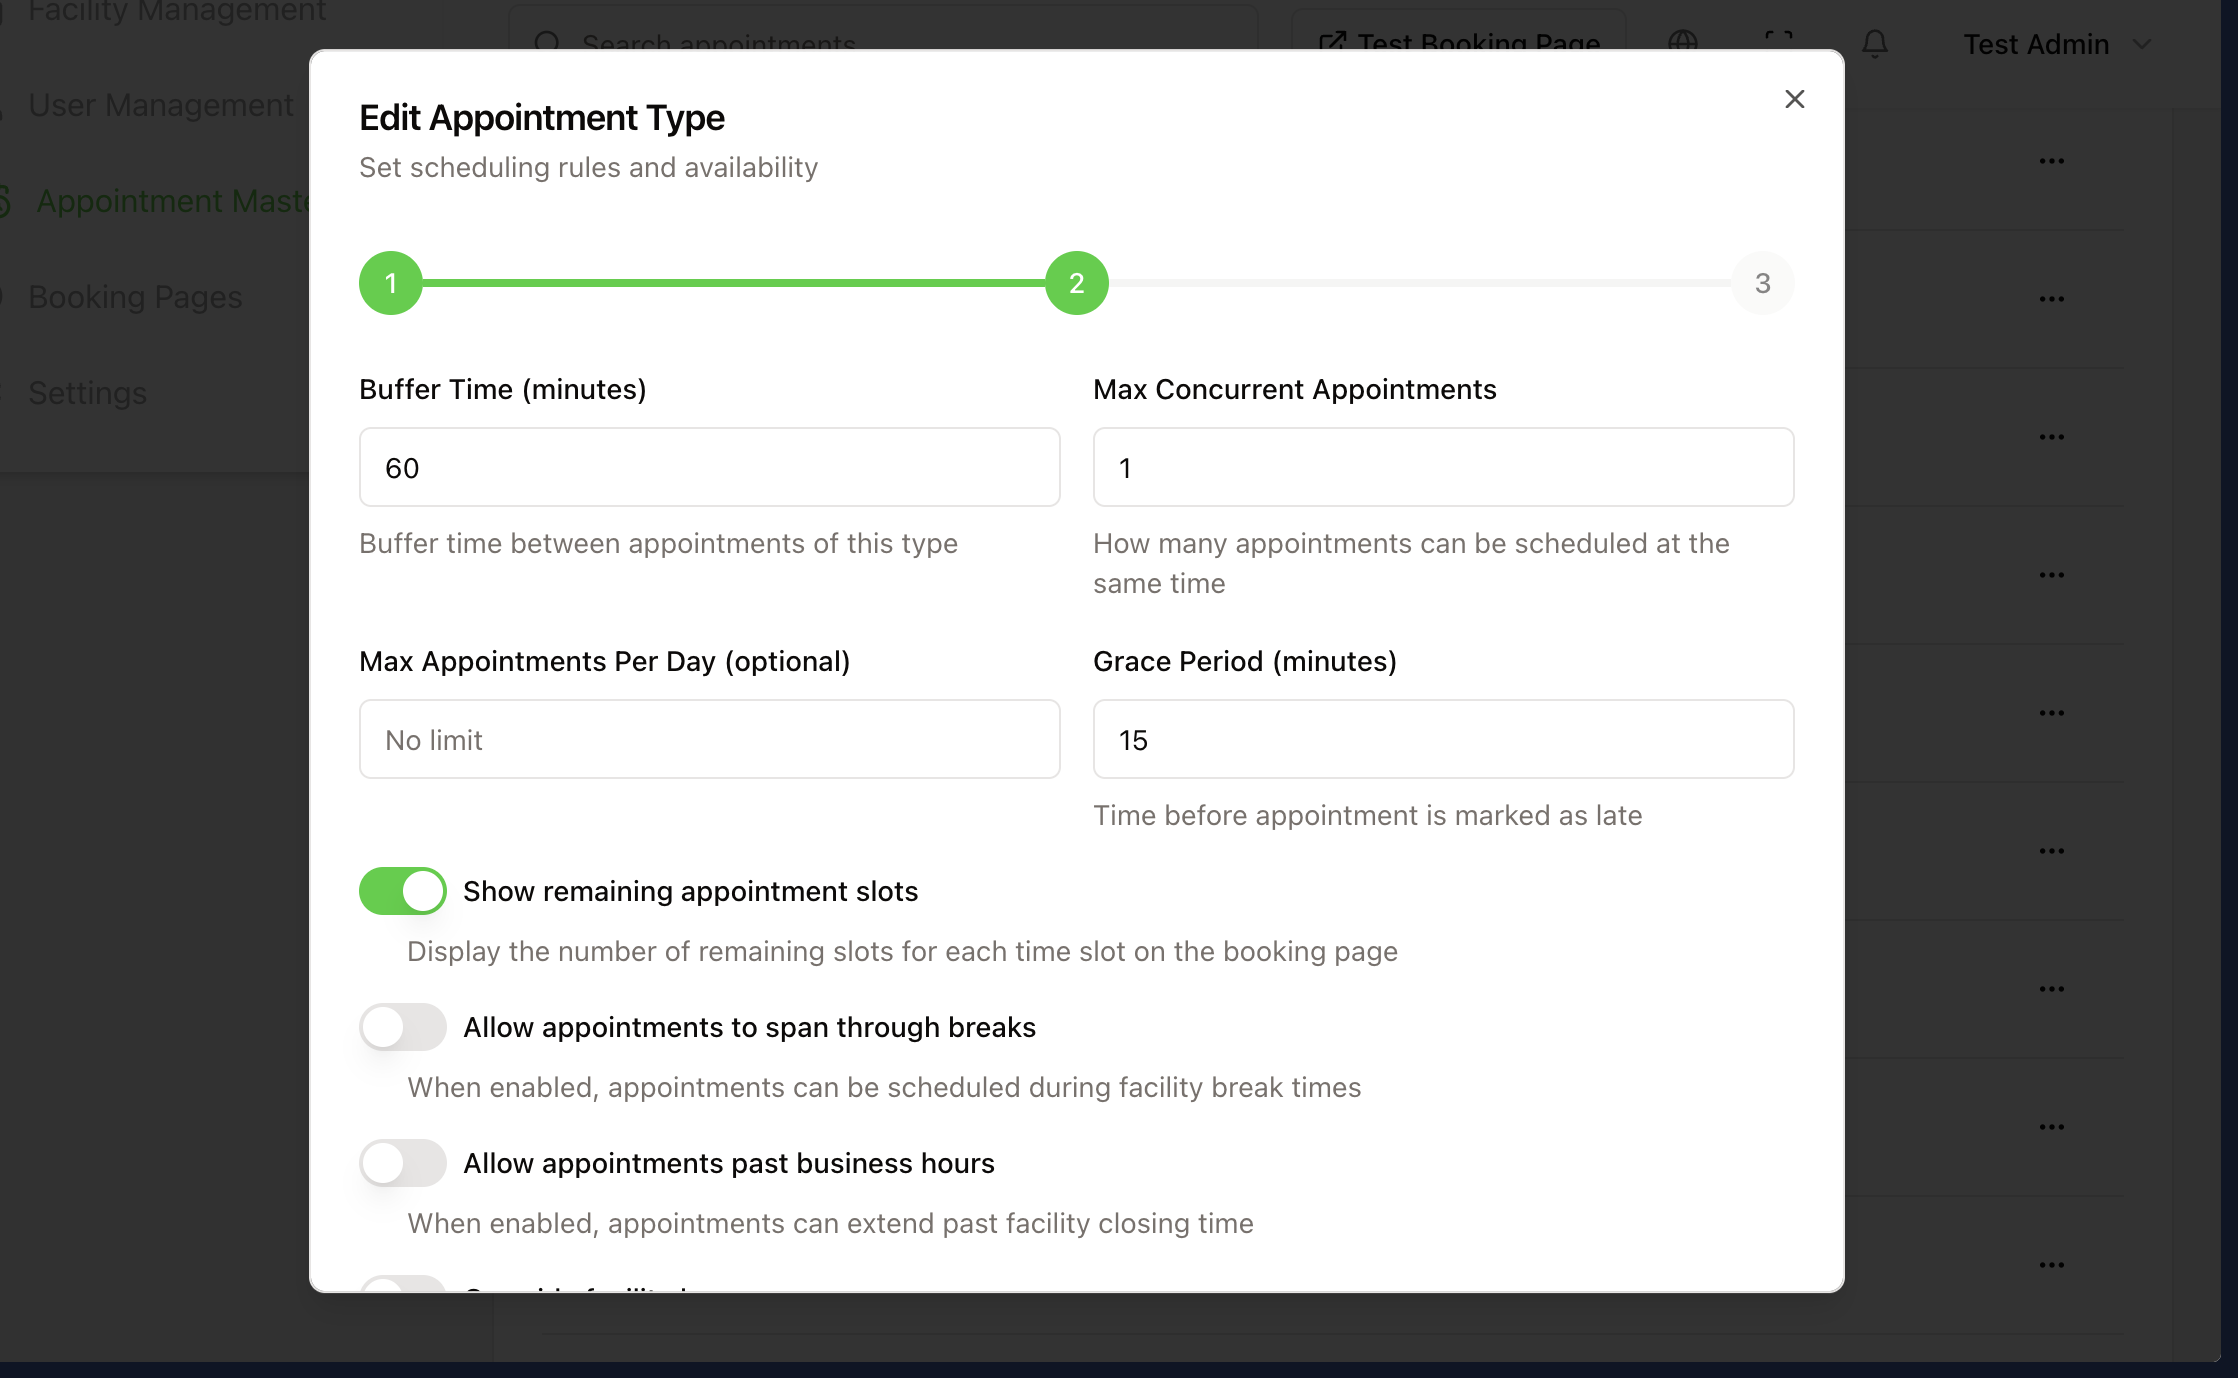 Facility Management
Search appointments
Test Booking Page
Test Admin
User Management
Appointment
Booking Pages
Settings
Edit Appointment Type
Set scheduling rules and availability
1
2
3
Buffer Time (minutes)
Max Concurrent Appointments
60
1
Buffer time between appointments of this type
How many appointments can be scheduled at the
same time
Max Appointments Per Day (optional)
Grace Period (minutes)
No limit
15
Time before appointment is marked as late
Show remaining appointment slots
Display the number of remaining slots for each time slot on the booking page
Allow appointments to span through breaks
When enabled, appointments can be scheduled during facility break times
Allow appointments past business hours
When enabled, appointments can extend past facility closing time